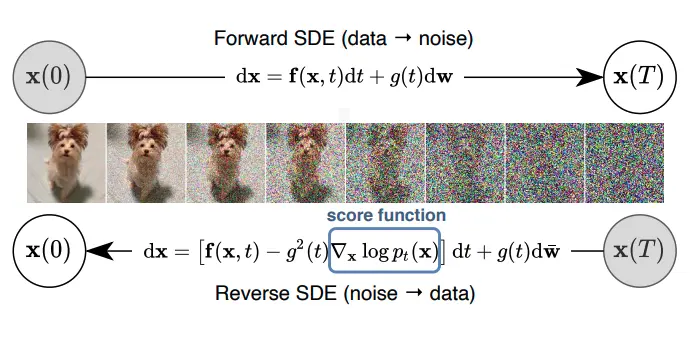 Forward SDE (data → noise)
x(0) dx = f(x, t)dt + g(t)dw x(T)
score function
x(0) dx = [f(x, t) − g²(t)∇ₓ log pₜ(x)] dt + g(t)dw̄ x(T)
Reverse SDE (noise → data)